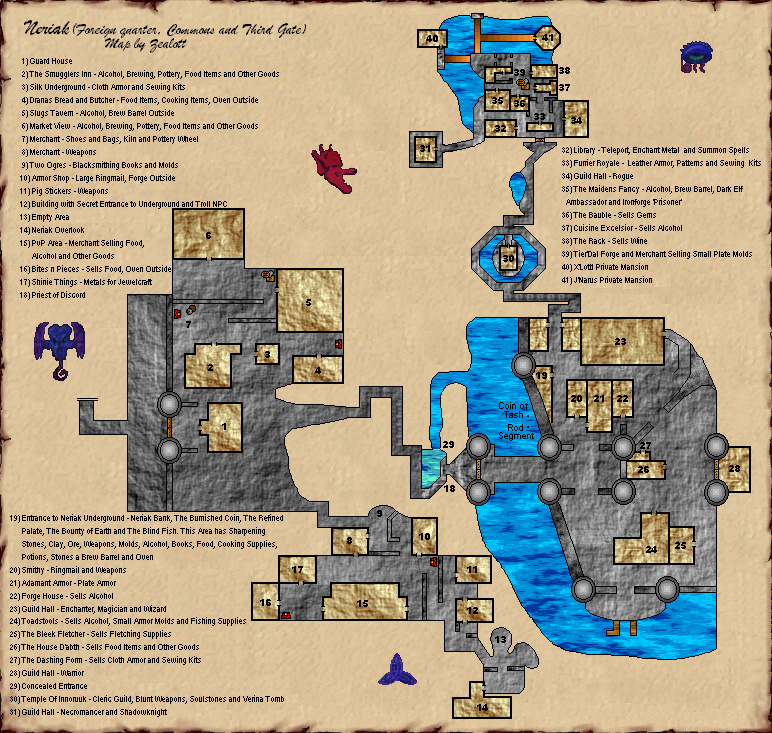 Neriak (Foreign quarter, Commons and Third Gate)
Map by Zealott
1) Guard House
2) The Smugglers Inn - Alcohol, Brewing, Pottery, Food Items and Other Goods
3) Silk Underground - Cloth Armor and Sewing Kits
4) Dranas Bread and Butcher - Food Items, Cooking Items, Oven Outside
5) Slugs Tavern - Alcohol, Brew Barrel Outside
6) Market View - Alcohol, Brewing, Pottery, Food Items and Other Goods
7) Merchant - Shoes and Bags, Kiln and Pottery Wheel
8) Merchant - Weapons
9) Two Ogres - Blacksmithing Books and Molds
10) Armor Shop - Large Ringmail, Forge Outside
11) Pig Stickers - Weapons
12) Building with Secret Entrance to Underground and Troll NPC
13) Empty Area
14) Neriak Overlook
15) PvP Area - Merchant Selling Food,
Alcohol and Other Goods
16) Bites n Pieces - Sells Food, Oven Outside
17) Shinie Things - Metals for Jewelcraft
18) Priest of Discord
19) Entrance to Neriak Underground - Neriak Bank, The Burnished Coin, The Refined
Palate, The Bounty of Earth and The Blind Fish. This Area has Sharpening
Stones, Clay, Ore, Weapons, Molds, Alcohol, Books, Food, Cooking Supplies,
Potions, Stones a Brew Barrel and Oven
20) Smithy - Ringmail and Weapons
21) Adamant Armor - Plate Armor
22) Forge House - Sells Alcohol
23) Guild Hall - Enchanter, Magician and Wizard
24) Toadstools - Sells Alcohol, Small Armor Molds and Fishing Supplies
25) The Bleek Fletcher - Sells Fletching Supplies
26) The House D'abth - Sells Food Items and Other Goods
27) The Dashing Form - Sells Cloth Armor and Sewing Kits
28) Guild Hall - Warrior
29) Concealed Entrance
30) Temple Of Innoruuk - Cleric Guild, Blunt Weapons, Soulstones and Verina Tomb
31) Guild Hall - Necromancer and Shadowknight
32) Library - Teleport, Enchant Metal and Summon Spells
33) Furrier Royale - Leather Armor, Patterns and Sewing Kits
34) Guild Hall - Rogue
35) The Maidens Fancy - Alcohol, Brew Barrel, Dark Elf
Ambassador and Ironforge 'Prisoner'
36) The Bauble - Sells Gems
37) Cuisine Excelsior - Sells Alcohol
38) The Rack - Sells Wine
39) TierDal Forge and Merchant Selling Small Plate Molds
40) X'Lottl Private Mansion
41) J'Narus Private Mansion
40
41
39
38
37
35
36
33
34
32
31
30
6
5
7
3
2
4
1
23
19
20
21
22
Coin of
Tash
Rod
Segment
29
27
26
28
18
9
8
10
24
25
17
11
16
15
12
13
14